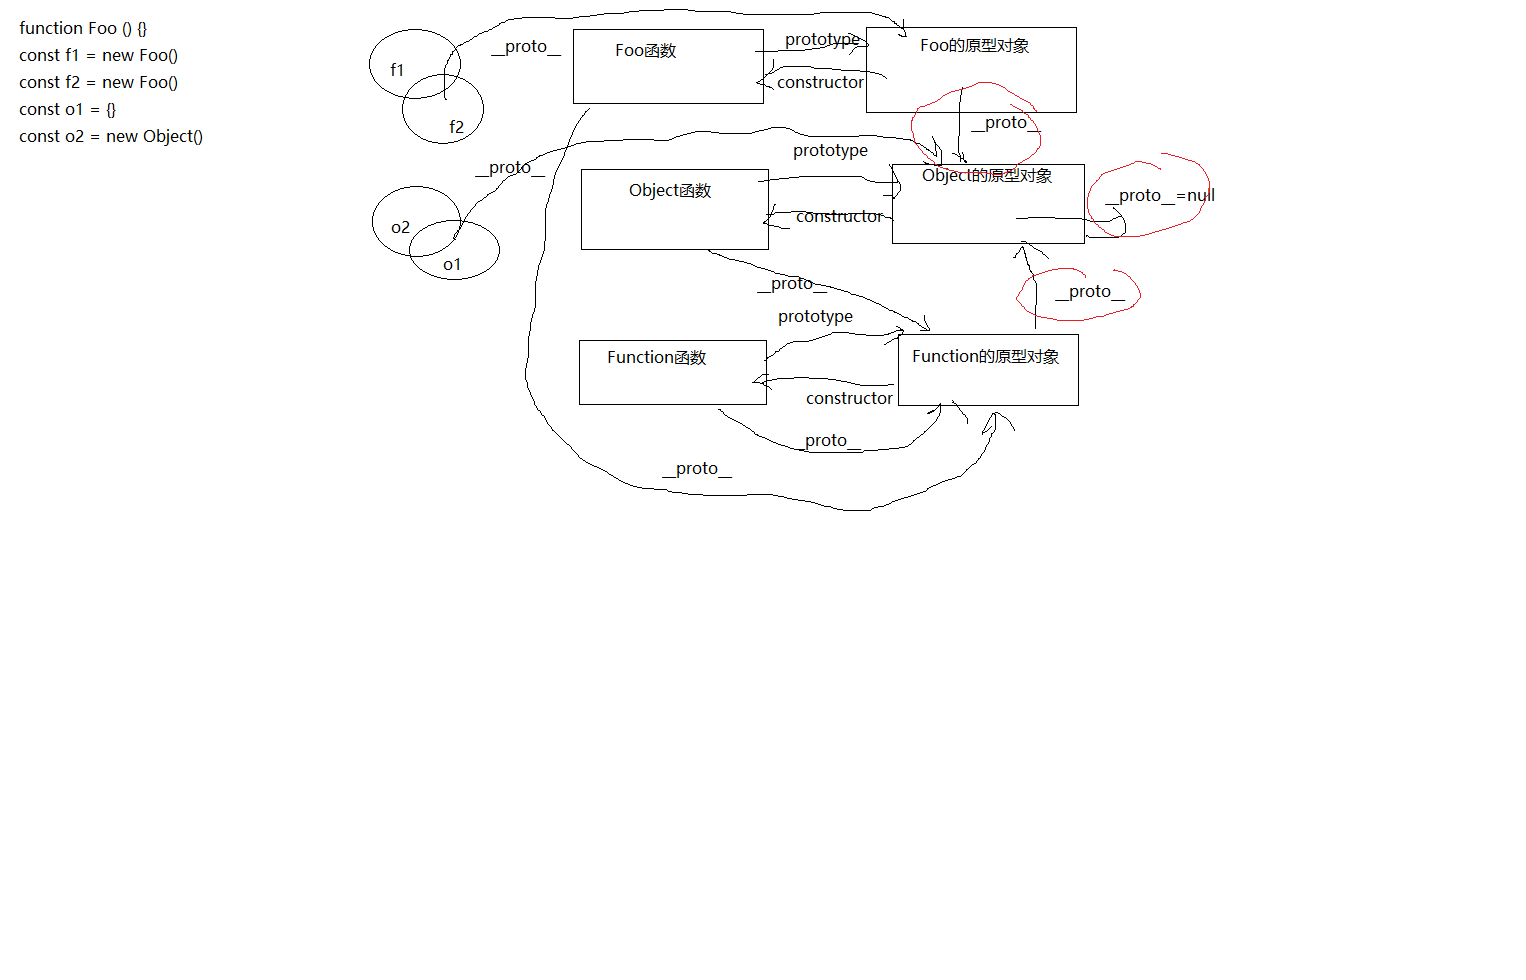 function Foo () {}
const f1 = new Foo()
const f2 = new Foo()
const o1 = {}
const o2 = new Object()
f1
f2
__proto__
Foo函数
prototype
constructor
Foo的原型对象
__proto__
__proto__
o2
o1
Object函数
prototype
constructor
Object的原型对象
__proto__=null
__proto__
__proto__
prototype
Function函数
Function的原型对象
constructor
__proto__
__proto__